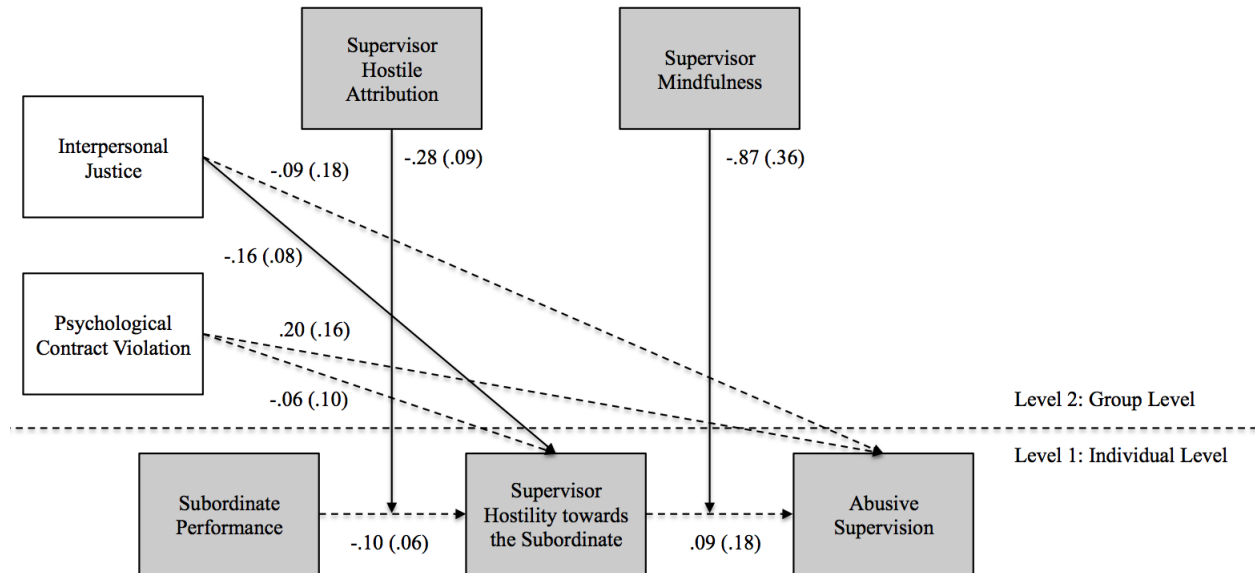 Supervisor
Hostile
Attribution
Supervisor
Mindfulness
Interpersonal
Justice
-.09 (.18)
-.28 (.09)
-.87 (.36)
-.16 (.08)
Psychological
Contract Violation
.20 (.16)
-.06 (.10)
Level 2: Group Level
Level 1: Individual Level
Subordinate
Performance
Supervisor
Hostility towards
the Subordinate
Abusive
Supervision
-.10 (.06)
.09 (.18)